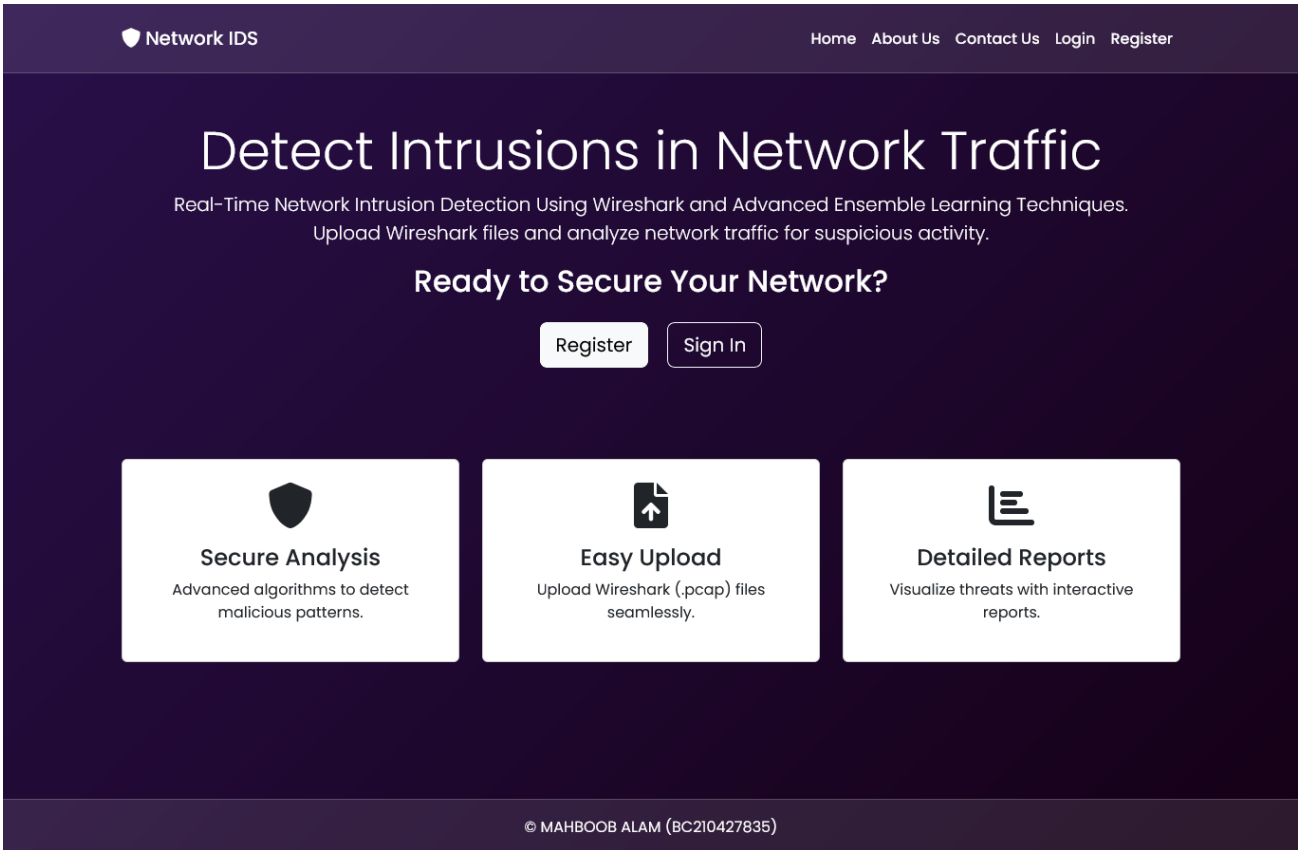 Network IDS
Home About Us Contact Us Login Register
Detect Intrusions in Network Traffic
Real-Time Network Intrusion Detection Using Wireshark and Advanced Ensemble Learning Techniques.
Upload Wireshark files and analyze network traffic for suspicious activity.
Ready to Secure Your Network?
Register Sign In
Secure Analysis
Advanced algorithms to detect
malicious patterns.
Easy Upload
Upload Wireshark (.pcap) files
seamlessly.
Detailed Reports
Visualize threats with interactive
reports.
© MAHBOOB ALAM (BC210427835)